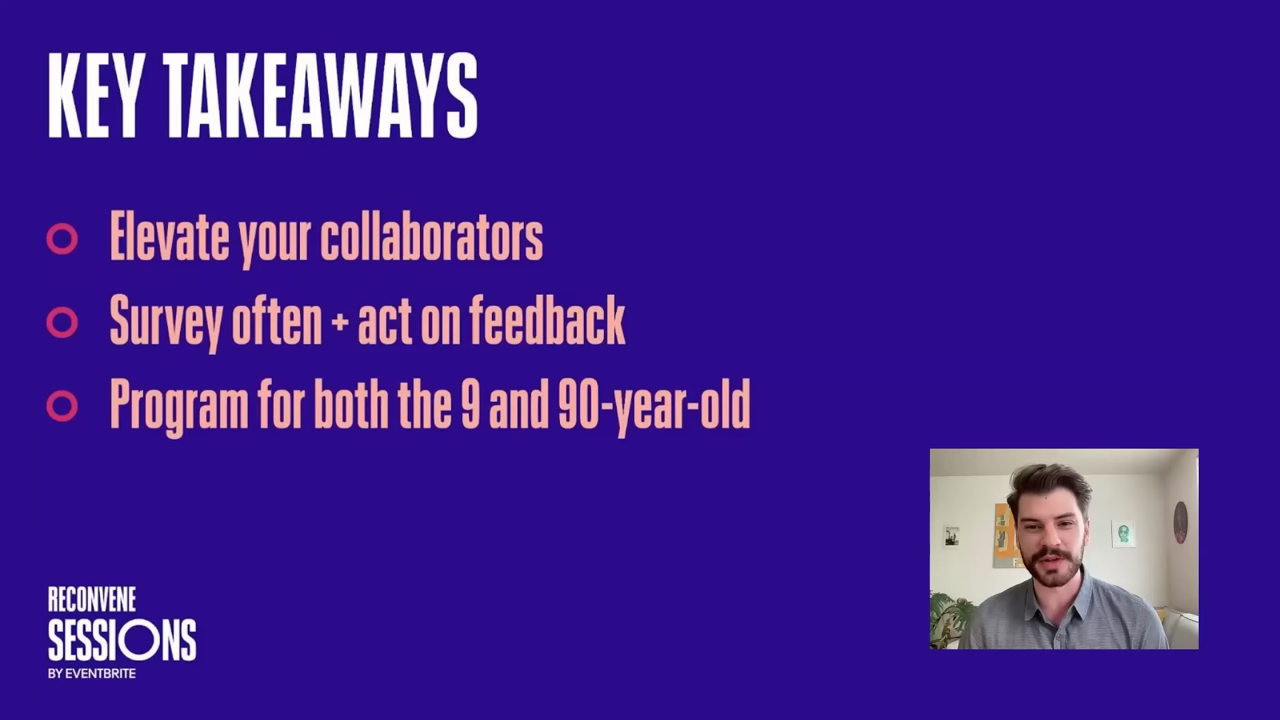 KEY TAKEAWAYS
Elevate your collaborators
Survey often + act on feedback
Program for both the 9 and 90-year-old
RECONVENE
SESSIONS
BY EVENTBRITE